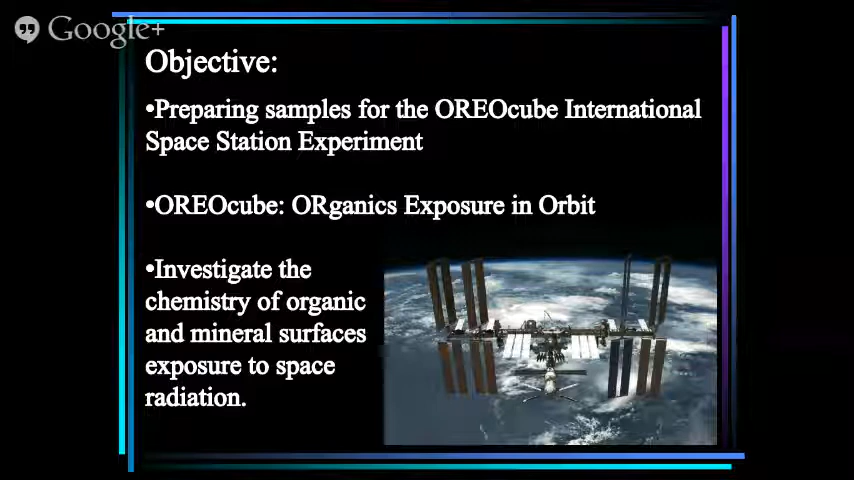 Google+
Objective:
•Preparing samples for the OREOcube International
Space Station Experiment
•OREOcube: ORganics Exposure in Orbit
•Investigate the
chemistry of organic
and mineral surfaces
exposure to space
radiation.